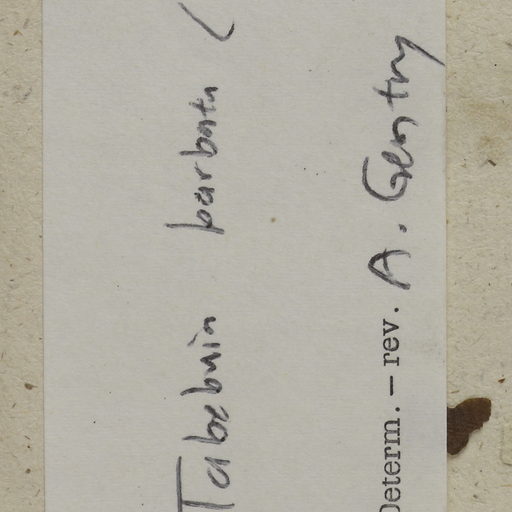 Tabebuia barbata (
Determ. — rev. A. Gentry